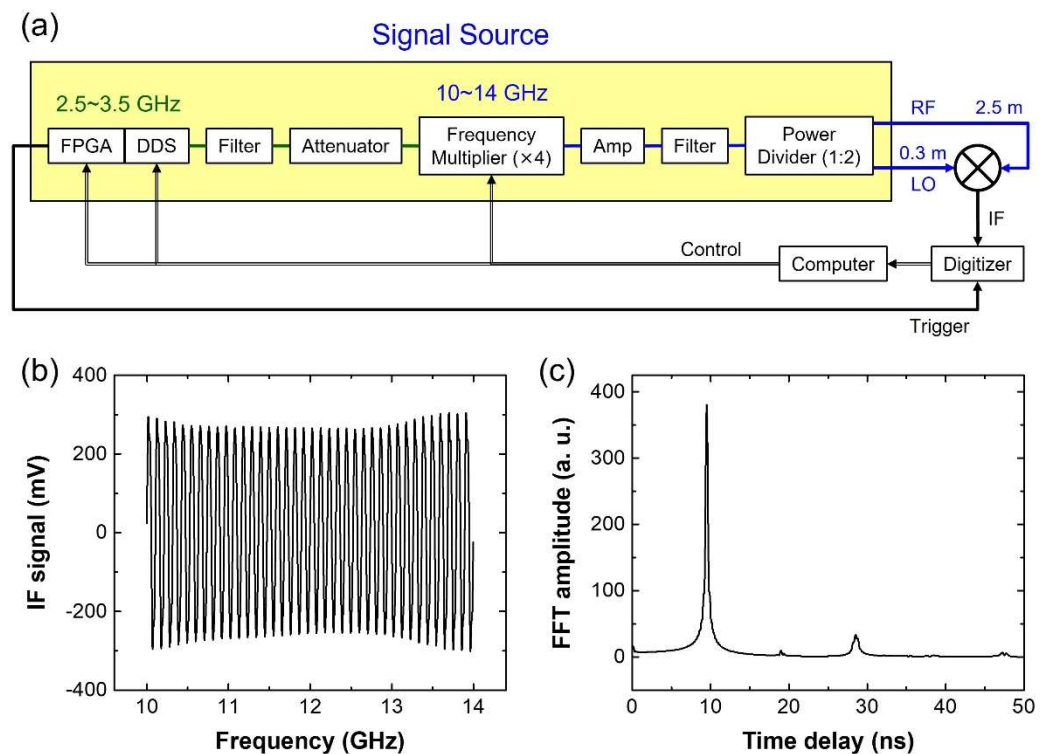 (a)
Signal Source
2.5~3.5 GHz
10~14 GHz
RF
2.5 m
FPGA
DDS
Filter
Attenuator
Frequency
Multiplier (×4)
Amp
Filter
Power
Divider (1:2)
0.3 m
LO
IF
Control
Computer
Digitizer
Trigger
(b)
400
200
0
-200
-400
IF signal (mV)
10
11
12
13
14
Frequency (GHz)
(c)
400
300
200
100
0
FFT amplitude (a. u.)
0
10
20
30
40
50
Time delay (ns)